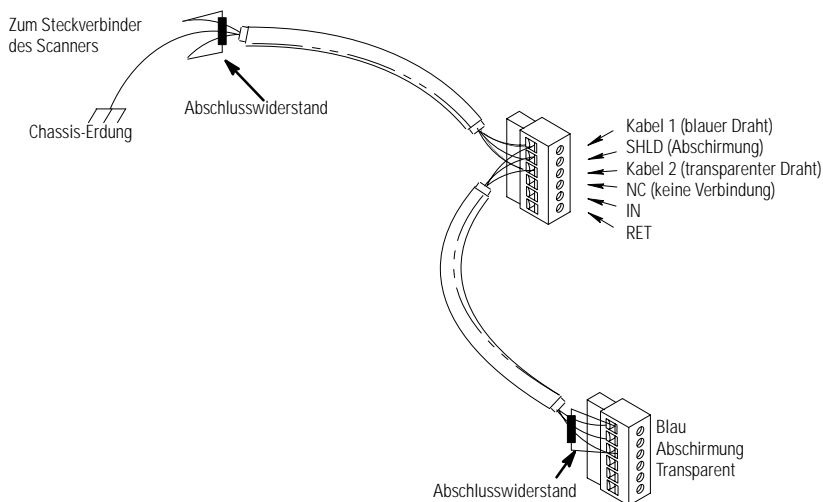 Zum Steckverbinder
des Scanners
Abschlusswiderstand
Chassis-Erdung
Kabel 1 (blauer Draht)
SHLD (Abschirmung)
Kabel 2 (transparenter Draht)
NC (keine Verbindung)
IN
RET
Blau
Abschirmung
Transparent
Abschlusswiderstand